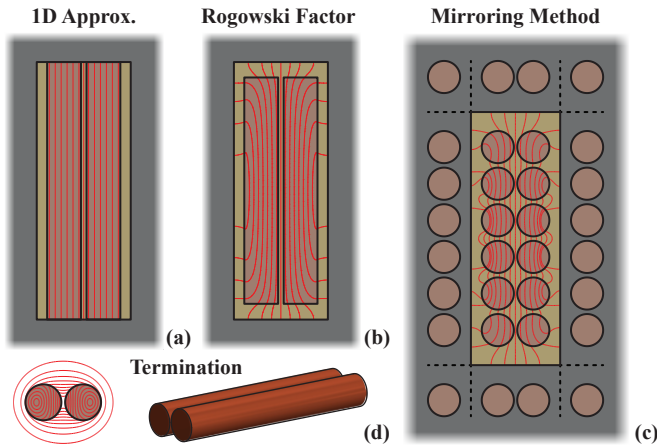 1D Approx.
Rogowski Factor
Mirroring Method
(a)
(b)
Termination
(d)
(c)